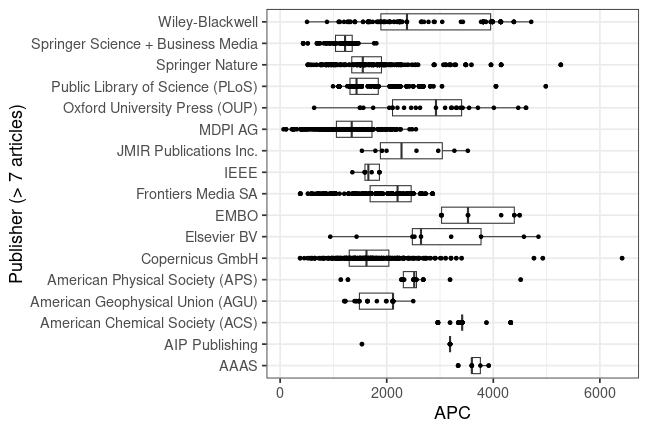 Publisher (> 7 articles)
Wiley-Blackwell
Springer Science + Business Media
Springer Nature
Public Library of Science (PLoS)
Oxford University Press (OUP)
MDPI AG
JMIR Publications Inc.
IEEE
Frontiers Media SA
EMBO
Elsevier BV
Copernicus GmbH
American Physical Society (APS)
American Geophysical Union (AGU)
American Chemical Society (ACS)
AIP Publishing
AAAS
0 2000 4000 6000
APC